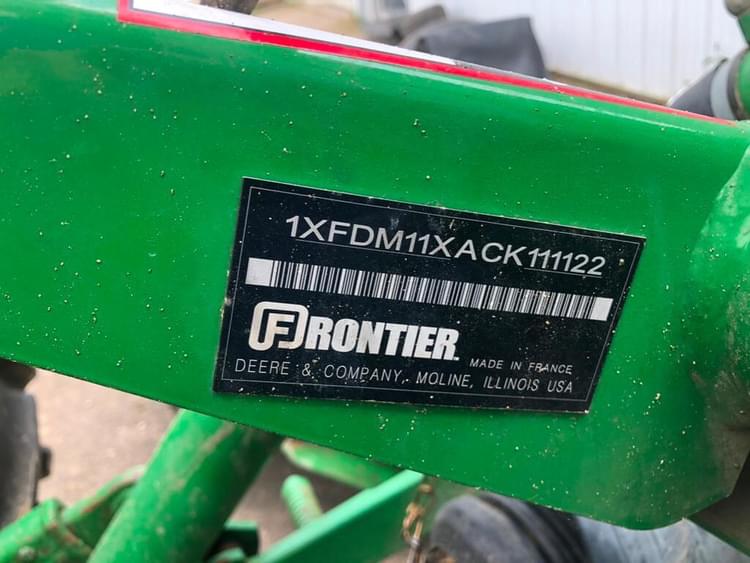 1XFDM11XACK111122
FRONTIER
MADE IN FRANCE
DEERE & COMPANY, MOLINE, ILLINOIS USA